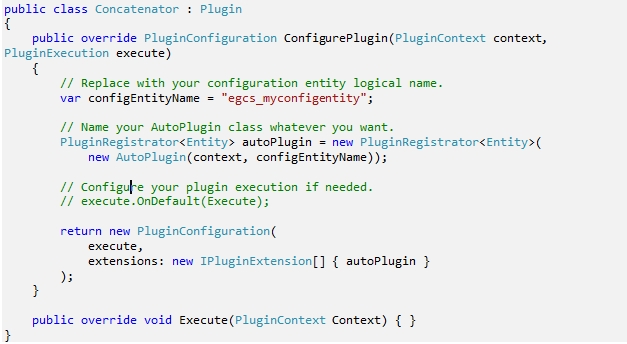 public class Concatenator : Plugin
{
    public override PluginConfiguration ConfigurePlugin(PluginContext context,
PluginExecution execute)
    {
        // Replace with your configuration entity logical name.
        var configEntityName = "egcs_myconfigentity";

        // Name your AutoPlugin class whatever you want.
        PluginRegistrator<Entity> autoPlugin = new PluginRegistrator<Entity>(
            new AutoPlugin(context, configEntityName));

        // Configure your plugin execution if needed.
        // execute.OnDefault(Execute);

        return new PluginConfiguration(
            execute,
            extensions: new IPluginExtension[] { autoPlugin }
        );
    }

    public override void Execute(PluginContext Context) { }
}